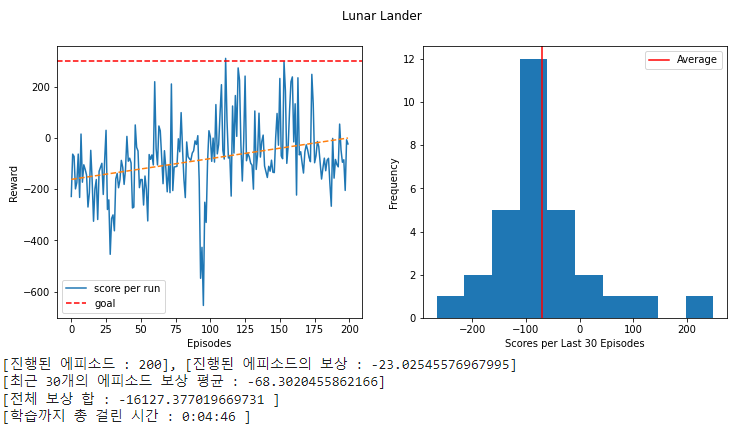 Lunar Lander
Reward
200
0
−200
−400
−600
score per run
goal
0
25
50
75
100
125
150
175
200
Episodes
Frequency
12
10
8
6
4
2
0
Average
−200
−100
0
100
200
Scores per Last 30 Episodes
[진행된 에피소드 : 200], [진행된 에피소드의 보상 : -23.02545576967995]
[최근 30개의 에피소드 보상 평균 : -68.3020455862166]
[전체 보상 합 : -16127.377019669731 ]
[학습까지 총 걸린 시간 : 0:04:46 ]